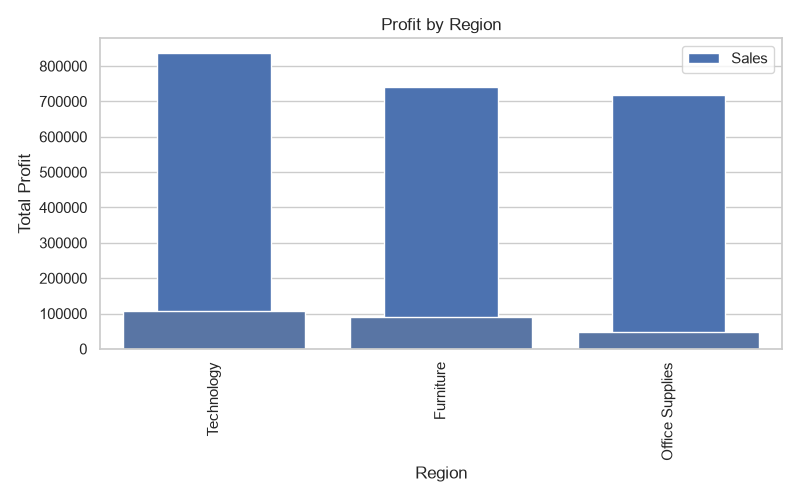 Profit by Region
Sales
Total Profit
800000
700000
600000
500000
400000
300000
200000
100000
0
Technology
Furniture
Office Supplies
Region